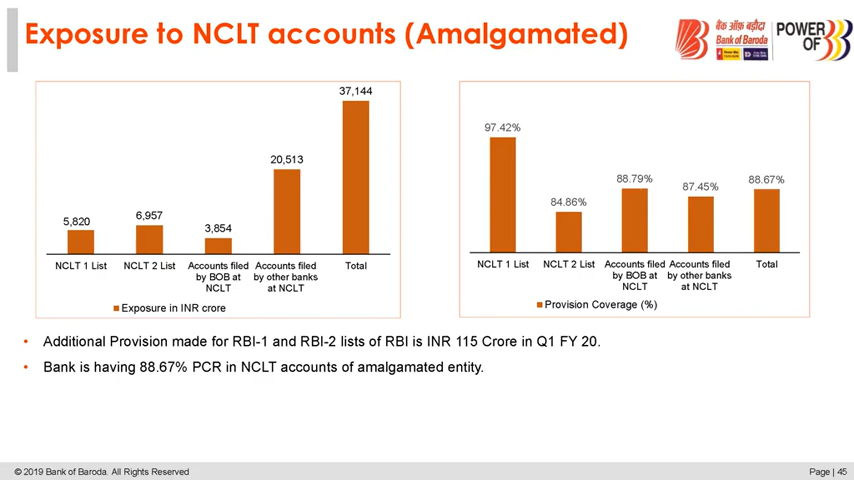 Exposure to NCLT accounts (Amalgamated)
बैंक ऑफ़ बड़ौदा
Bank of Baroda
POWER
OF
37,144
20,513
5,820
6,957
3,854
NCLT 1 List
NCLT 2 List
Accounts filed
by BOB at
NCLT
Accounts filed
by other banks
at NCLT
Total
Exposure in INR crore
97.42%
84.86%
88.79%
87.45%
88.67%
NCLT 1 List
NCLT 2 List
Accounts filed
by BOB at
NCLT
Accounts filed
by other banks
at NCLT
Total
Provision Coverage (%)
• Additional Provision made for RBI-1 and RBI-2 lists of RBI is INR 115 Crore in Q1 FY 20.
• Bank is having 88.67% PCR in NCLT accounts of amalgamated entity.
© 2019 Bank of Baroda. All Rights Reserved
Page | 45